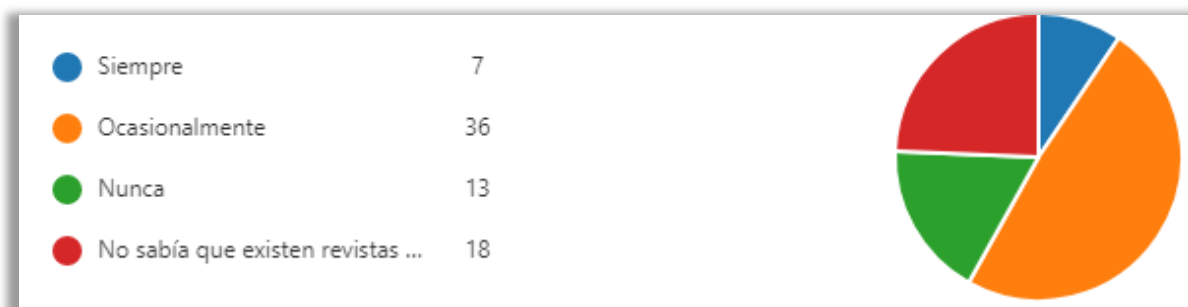 Siempre 7
Ocasionalmente 36
Nunca 13
No sabía que existen revistas ... 18